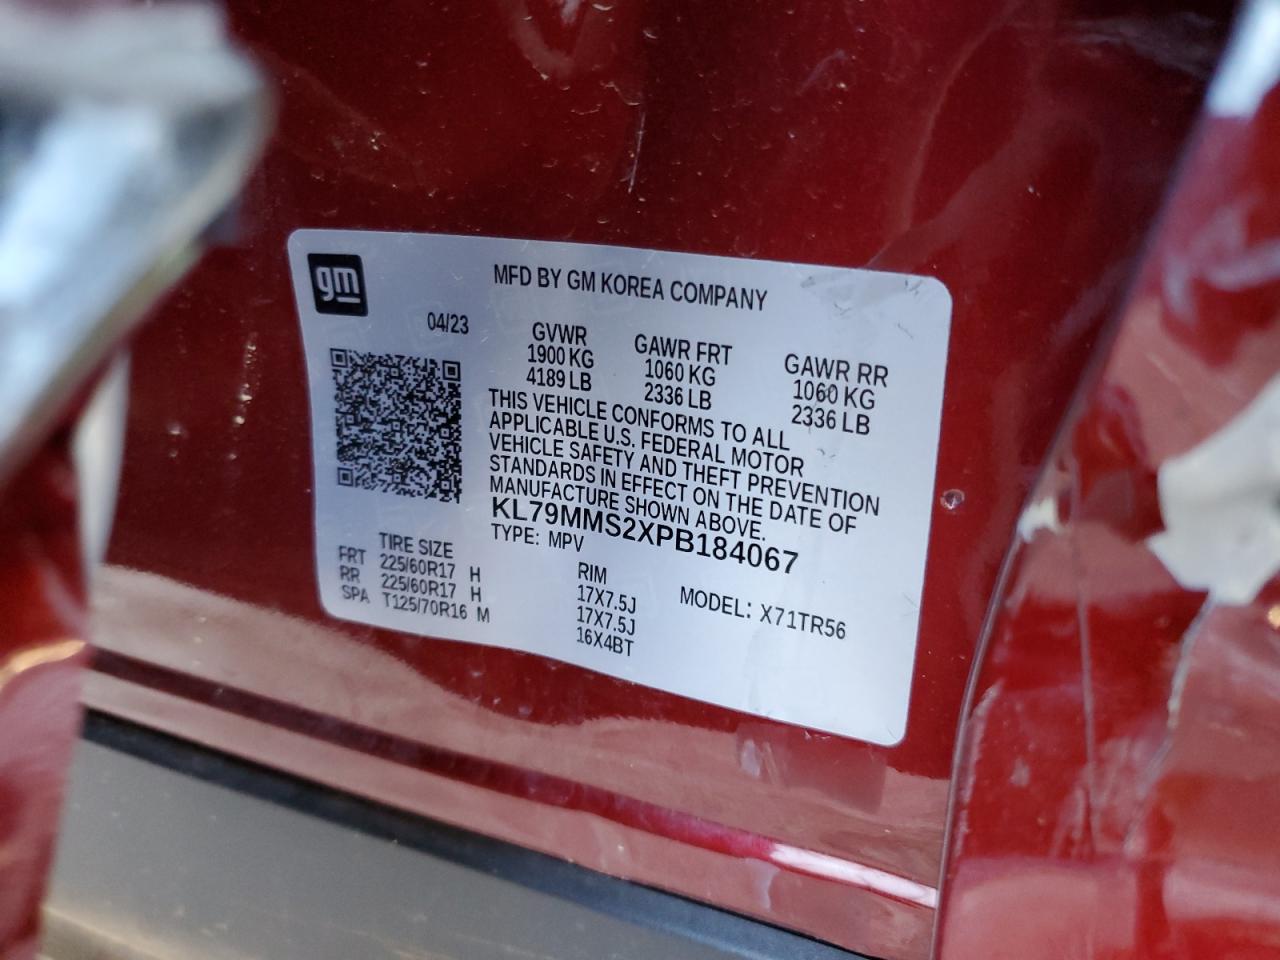 gm
MFD BY GM KOREA COMPANY
04/23
GVWR GAWR FRT GAWR RR
1900 KG 1060 KG 1060 KG
4189 LB 2336 LB 2336 LB
THIS VEHICLE CONFORMS TO ALL
APPLICABLE U.S. FEDERAL MOTOR
VEHICLE SAFETY AND THEFT PREVENTION
STANDARDS IN EFFECT ON THE DATE OF
MANUFACTURE SHOWN ABOVE.
KL79MMS2XPB184067
TYPE: MPV
MODEL: X71TR56
TIRE SIZE RIM
FRT 225/60R17 H 17X7.5J
RR 225/60R17 H 17X7.5J
SPA T125/70R16 M 16X4BT